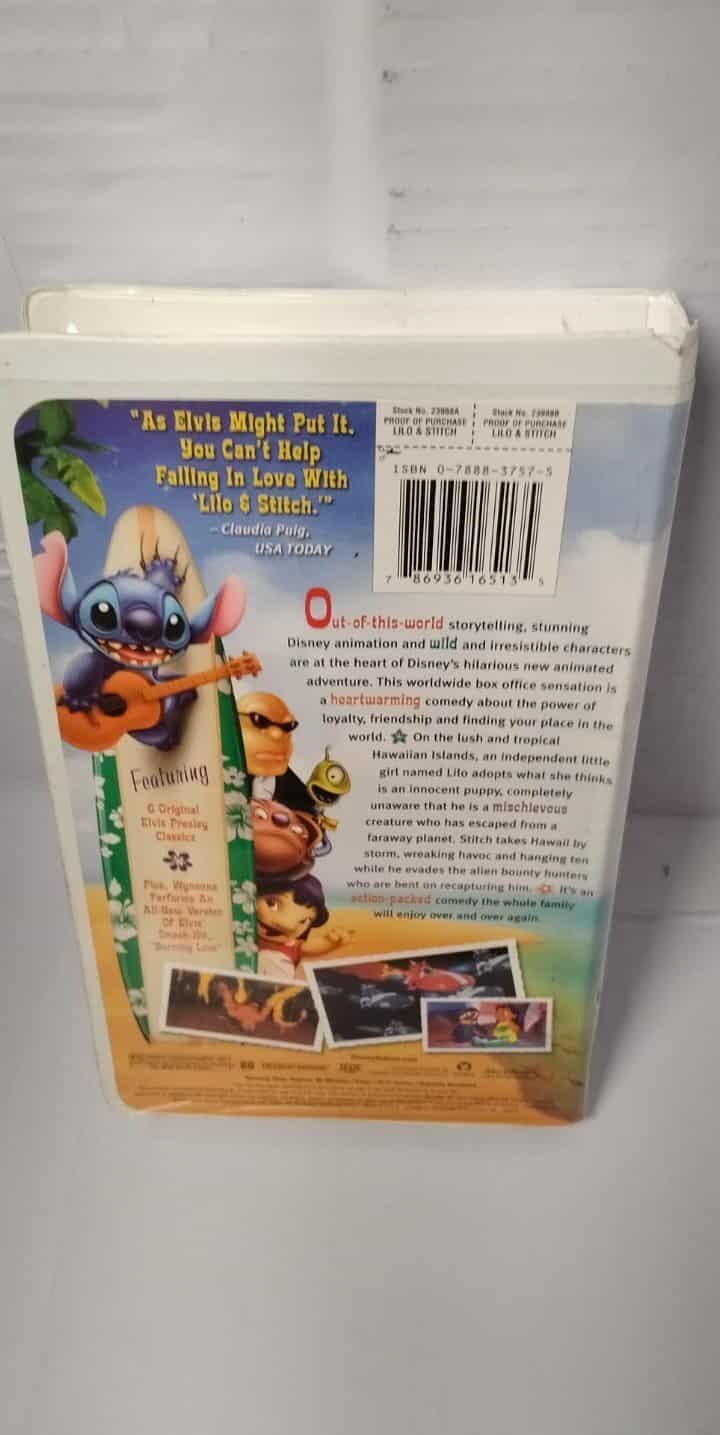 "As Elvis Might Put It,
You Can't Help
Falling In Love With
'Lilo & Stitch.'"
– Claudia Puig,
USA TODAY
Stock No. 23988A
PROOF OF PURCHASE
LILO & STITCH
Stock No. 23988B
PROOF OF PURCHASE
LILO & STITCH
ISBN 0-7888-3757-5
7 86936 16513 5
Out-of-this-world storytelling, stunning
Disney animation and wild and irresistible characters
are at the heart of Disney's hilarious new animated
adventure. This worldwide box office sensation is
a heartwarming comedy about the power of
loyalty, friendship and finding your place in the
world. On the lush and tropical
Hawaiian Islands, an independent little
girl named Lilo adopts what she thinks
is an innocent puppy, completely
unaware that he is a mischievous
creature who has escaped from a
faraway planet. Stitch takes Hawaii by
storm, wreaking havoc and hanging ten
while he evades the alien bounty hunters
who are bent on recapturing him. It's an
action-packed comedy the whole family
will enjoy over and over again.
Featuring
6 Original
Elvis Presley
Classics
Plus, Wynonna
Performs An
All-New Version
Of Elvis'
Smash-Hit,
"Burning Love"